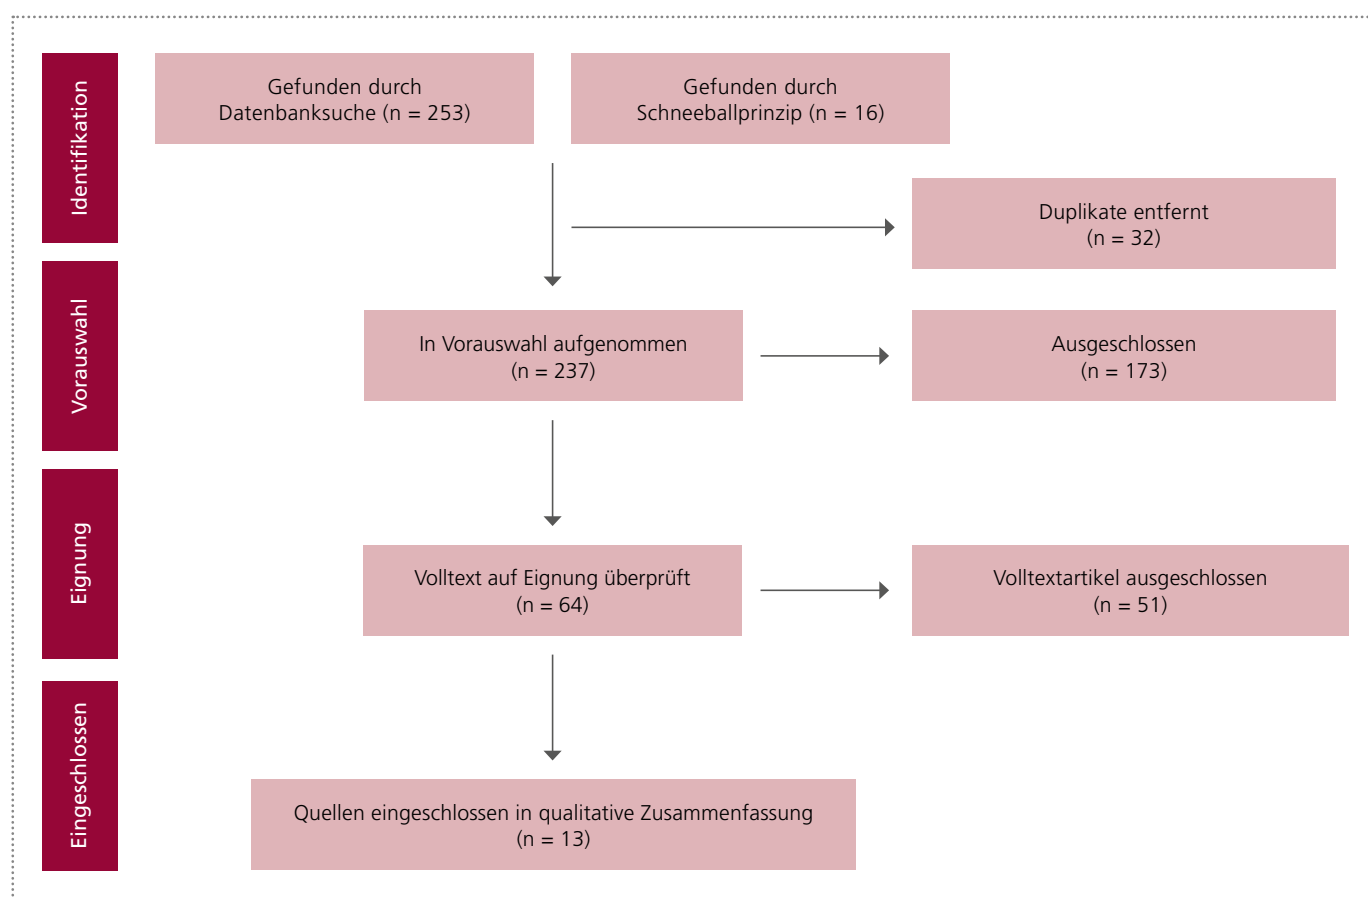 Identifikation
Gefunden durch
Datenbanksuche (n = 253)
Gefunden durch
Schneeballprinzip (n = 16)
Duplikate entfernt
(n = 32)
Vorauswahl
In Vorauswahl aufgenommen
(n = 237)
Ausgeschlossen
(n = 173)
Eignung
Volltext auf Eignung überprüft
(n = 64)
Volltextartikel ausgeschlossen
(n = 51)
Eingeschlossen
Quellen eingeschlossen in qualitative Zusammenfassung
(n = 13)